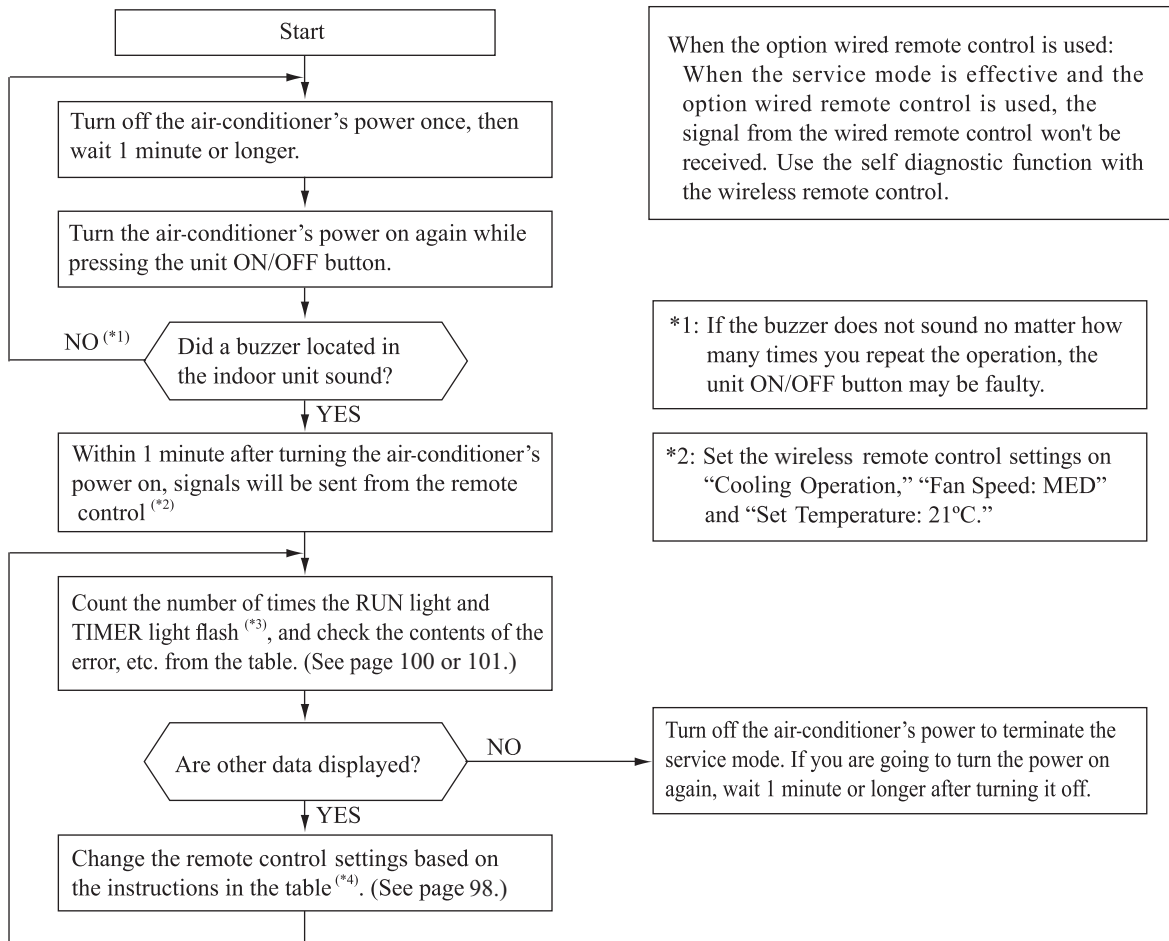 Start
Turn off the air-conditioner’s power once, then
wait 1 minute or longer.
Turn the air-conditioner’s power on again while
pressing the unit ON/OFF button.
NO (*1)
Did a buzzer located in
the indoor unit sound?
YES
Within 1 minute after turning the air-conditioner’s
power on, signals will be sent from the remote
control (*2)
Count the number of times the RUN light and
TIMER light flash (*3), and check the contents of the
error, etc. from the table. (See page 100 or 101.)
Are other data displayed?
NO
Turn off the air-conditioner’s power to terminate the
service mode. If you are going to turn the power on
again, wait 1 minute or longer after turning it off.
YES
Change the remote control settings based on
the instructions in the table (*4). (See page 98.)
When the option wired remote control is used:
When the service mode is effective and the
option wired remote control is used, the
signal from the wired remote control won't be
received. Use the self diagnostic function with
the wireless remote control.
*1: If the buzzer does not sound no matter how
many times you repeat the operation, the
unit ON/OFF button may be faulty.
*2: Set the wireless remote control settings on
“Cooling Operation,” “Fan Speed: MED”
and “Set Temperature: 21ºC.”